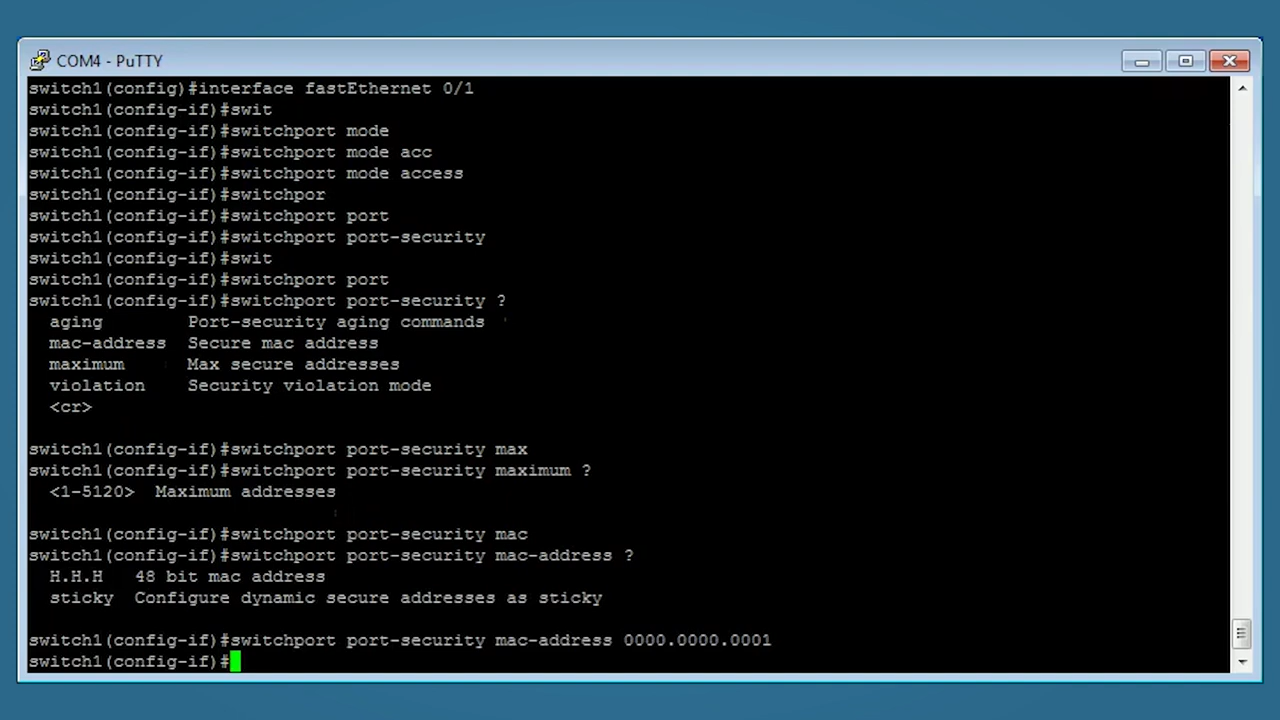 COM4 - PuTTY
switch1(config)#interface fastEthernet 0/1
switch1(config-if)#swit
switch1(config-if)#switchport mode
switch1(config-if)#switchport mode acc
switch1(config-if)#switchport mode access
switch1(config-if)#switchpor
switch1(config-if)#switchport port
switch1(config-if)#switchport port-security
switch1(config-if)#swit
switch1(config-if)#switchport port
switch1(config-if)#switchport port-security ?
aging Port-security aging commands
mac-address Secure mac address
maximum Max secure addresses
violation Security violation mode
<cr>
switch1(config-if)#switchport port-security max
switch1(config-if)#switchport port-security maximum ?
<1-5120> Maximum addresses
switch1(config-if)#switchport port-security mac
switch1(config-if)#switchport port-security mac-address ?
H.H.H 48 bit mac address
sticky Configure dynamic secure addresses as sticky
switch1(config-if)#switchport port-security mac-address 0000.0000.0001
switch1(config-if)#